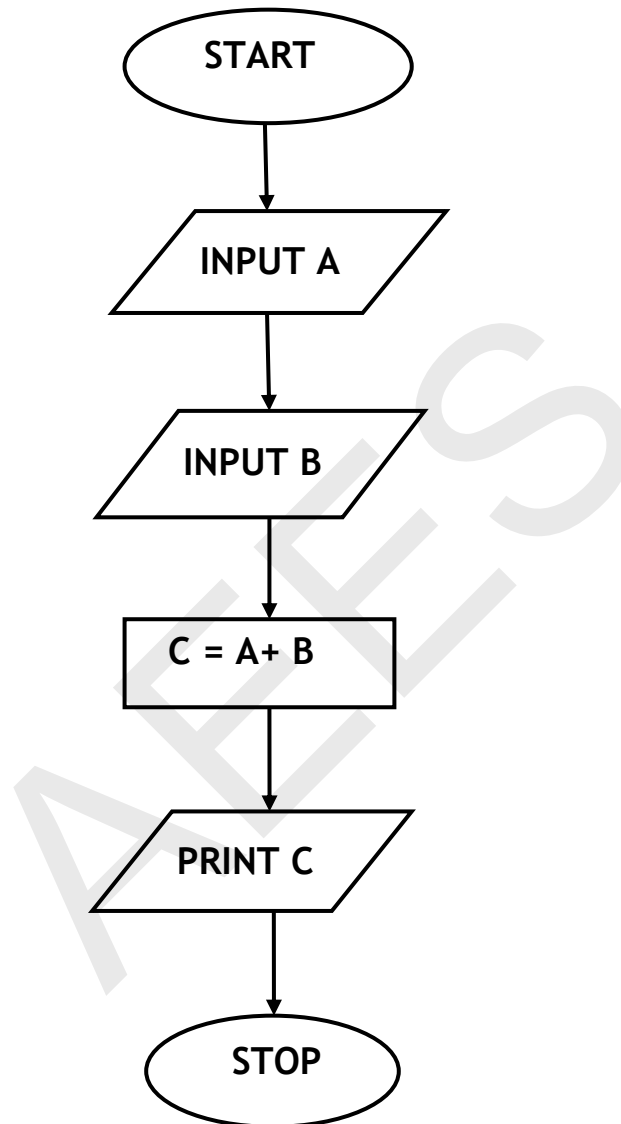 START
INPUT A
INPUT B
C = A+ B
PRINT C
STOP
AEES